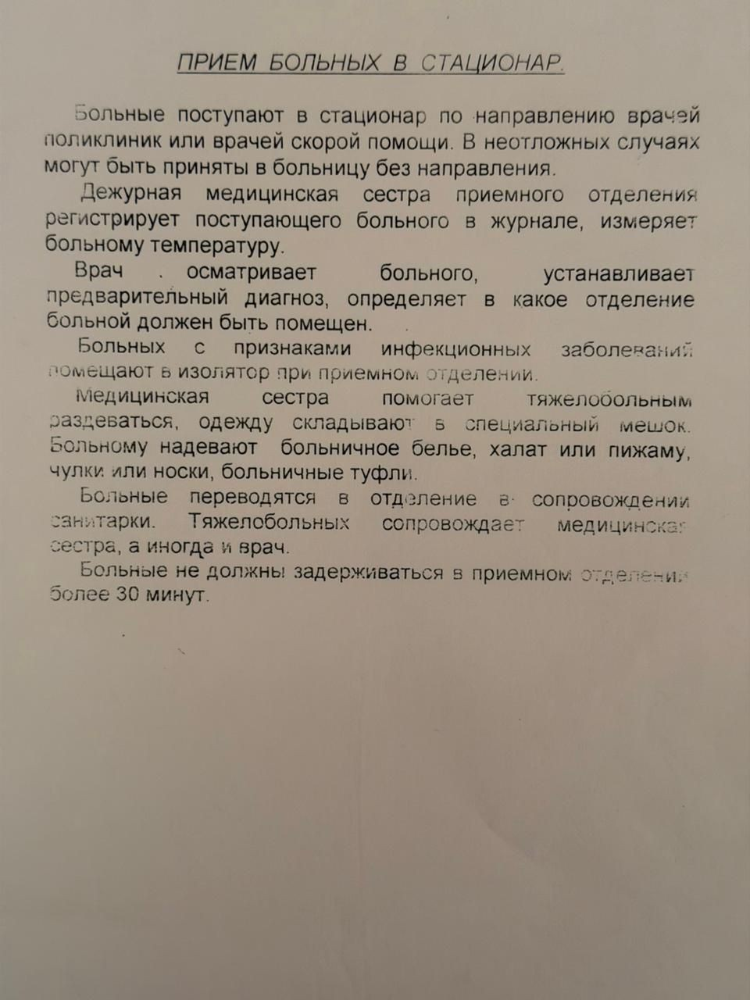 ПРИЕМ БОЛЬНЫХ В СТАЦИОНАР.
Больные поступают в стационар по направлению врачей
поликлиник или врачей скорой помощи. В неотложных случаях
могут быть приняты в больницу без направления.
Дежурная медицинская сестра приемного отделения
регистрирует поступающего больного в журнале, измеряет
больному температуру.
Врач осматривает больного, устанавливает
предварительный диагноз, определяет в какое отделение
больной должен быть помещен.
Больных с признаками инфекционных заболеваний
помещают в изолятор при приемном отделении.
Медицинская сестра помогает тяжелобольным
раздеваться, одежду складывают в специальный мешок.
Больному надевают больничное белье, халат или пижаму,
чулки или носки, больничные туфли.
Больные переводятся в отделение в сопровождении
санитарки. Тяжелобольных сопровождает медицинская
сестра, а иногда и врач.
Больные не должны задерживаться в приемном отделении
более 30 минут.